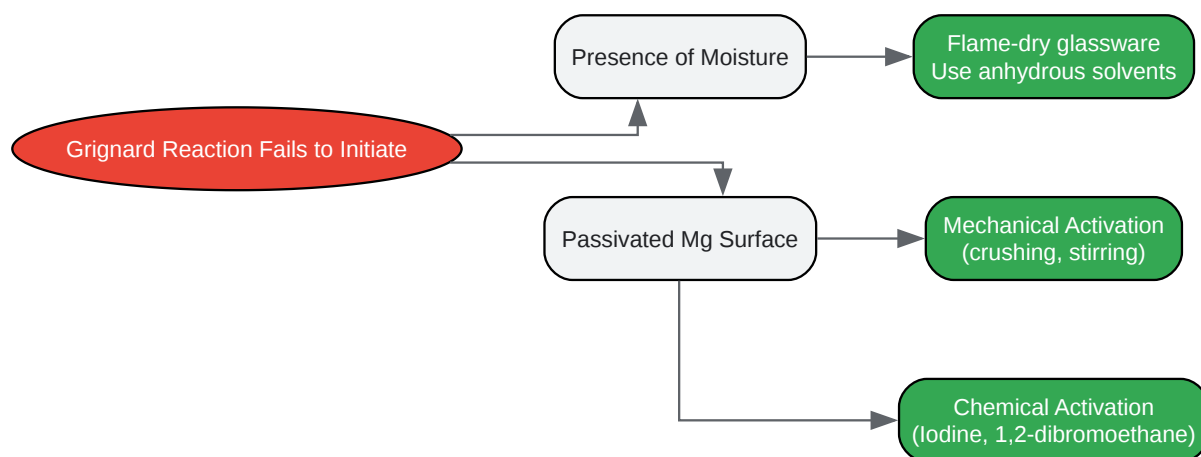 Presence of Moisture
Flame-dry glassware
Use anhydrous solvents
Grignard Reaction Fails to Initiate
Passivated Mg Surface
Mechanical Activation
(crushing, stirring)
Chemical Activation
(Iodine, 1,2-dibromoethane)